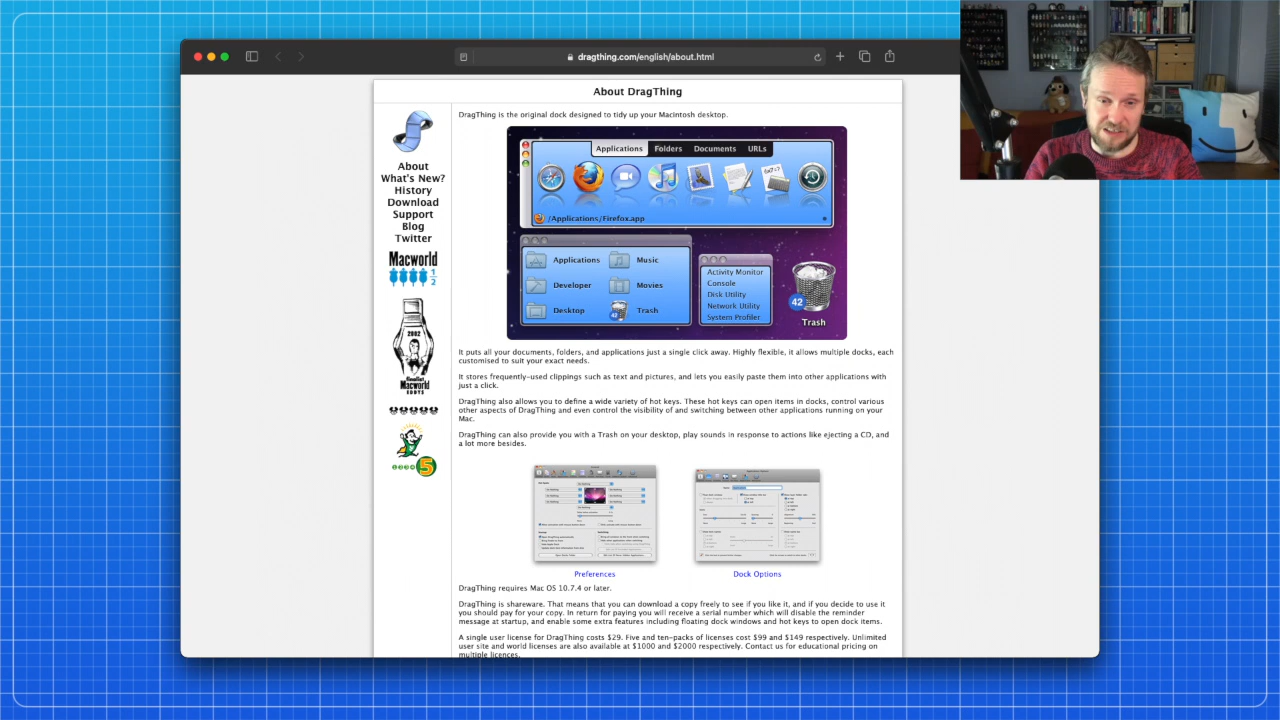 dragthing.com/english/about.html
About DragThing
About
What's New?
History
Download
Support
Blog
Twitter
Macworld
1/2
2002
Finalist
Macworld
EDDYS
5
DragThing is the original dock designed to tidy up your Macintosh desktop.
Applications Folders Documents URLs
/Applications/Firefox.app
Applications Music
Developer Movies
Desktop Trash
42
Activity Monitor
Console
Disk Utility
Network Utility
System Profiler
42
Trash
It puts all your documents, folders, and applications just a single click away. Highly flexible, it allows multiple docks, each
customised to suit your exact needs.
It stores frequently-used clippings such as text and pictures, and lets you easily paste them into other applications with
just a click.
DragThing also allows you to define a wide variety of hot keys. These hot keys can open items in docks, control various
other aspects of DragThing and even control the visibility of and switching between other applications running on your
Mac.
DragThing can also provide you with a Trash on your desktop, play sounds in response to actions like ejecting a CD, and
a lot more besides.
Preferences Dock Options
DragThing requires Mac OS 10.7.4 or later.
DragThing is shareware. That means that you can download a copy freely to see if you like it, and if you decide to use it
you should pay for your copy. In return for paying you will receive a serial number which will disable the reminder
message at startup, and enable some extra features including floating dock windows and hot keys to open dock items.
A single user license for DragThing costs $29. Five and ten-packs of licenses cost $99 and $149 respectively. Unlimited
user site and world licenses are also available at $1000 and $2000 respectively. Contact us for educational pricing on
multiple licences.